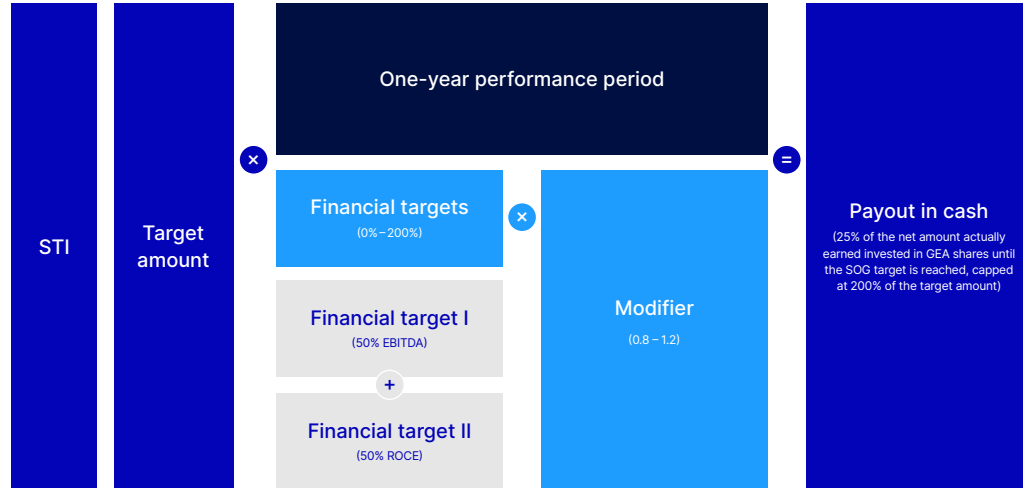 STI
Target
amount
×
One-year performance period
Financial targets
(0% – 200%)
Financial target I
(50% EBITDA)
+
Financial target II
(50% ROCE)
×
Modifier
(0.8 – 1.2)
=
Payout in cash
(25% of the net amount actually
earned invested in GEA shares until
the SOG target is reached, capped
at 200% of the target amount)